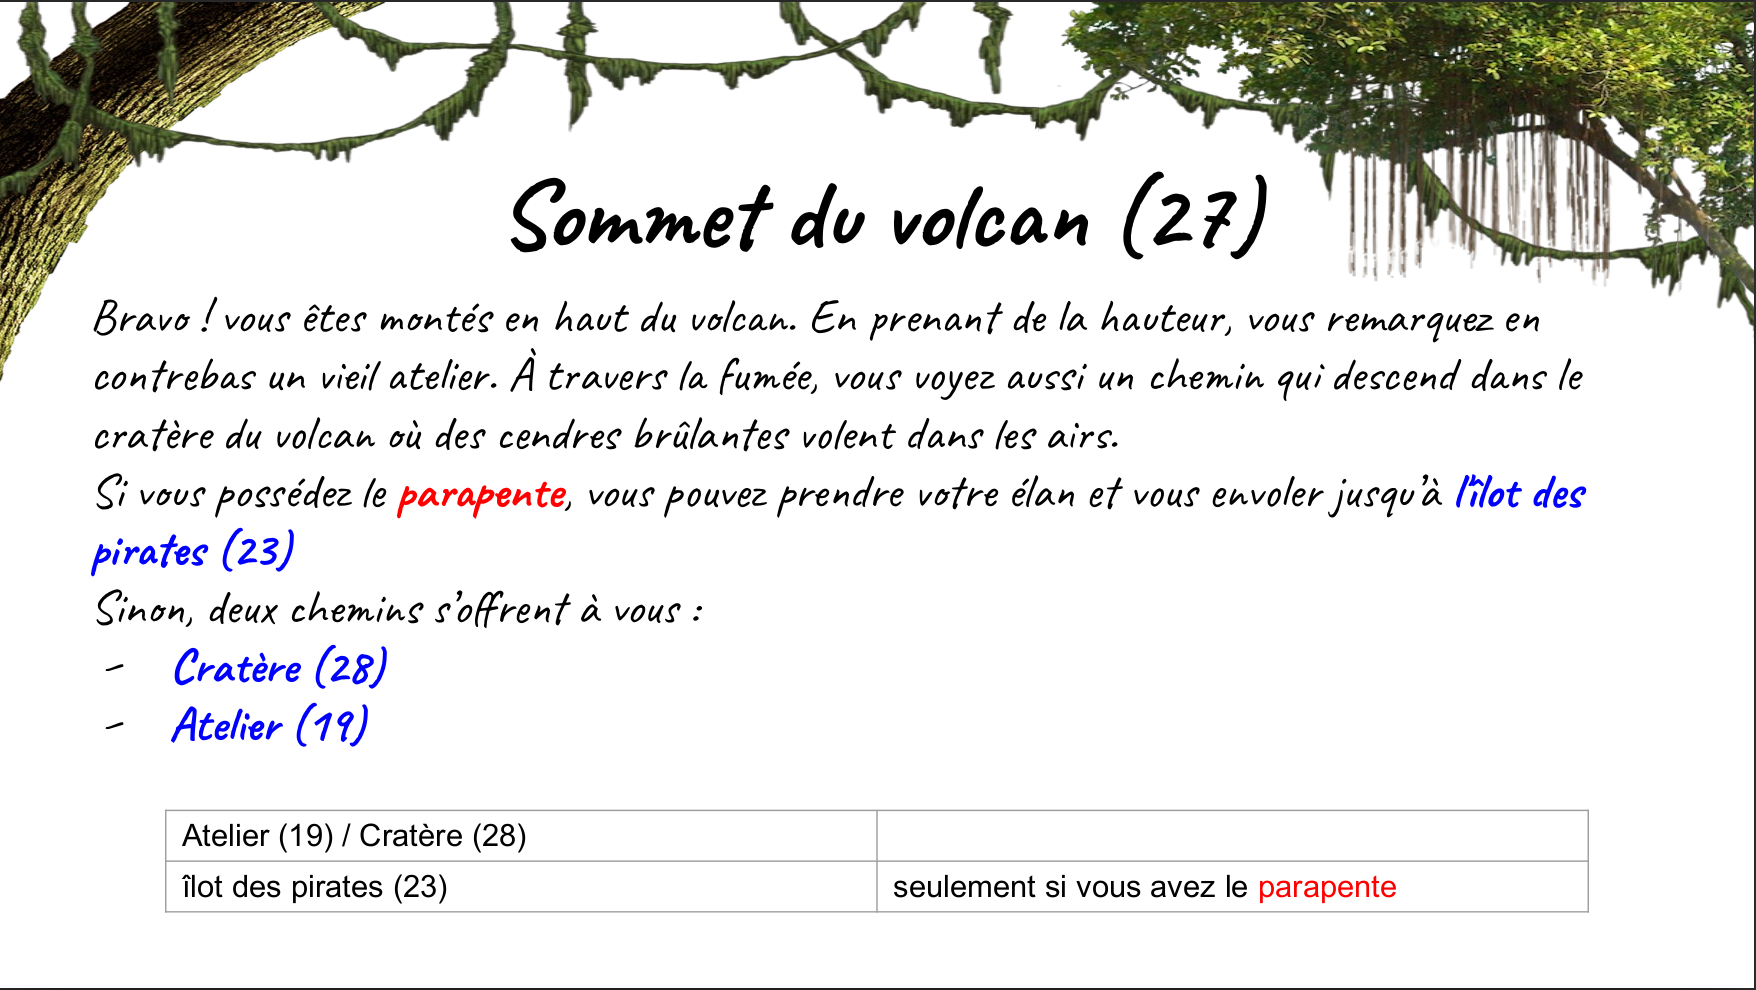 Sommet du volcan (27)
Bravo ! vous êtes montés en haut du volcan. En prenant de la hauteur, vous remarquez en
contrebas un vieil atelier. À travers la fumée, vous voyez aussi un chemin qui descend dans le
cratère du volcan où des cendres brûlantes volent dans les airs.
Si vous possédez le parapente, vous pouvez prendre votre élan et vous envoler jusqu’à l’îlot des
pirates (23)
Sinon, deux chemins s’offrent à vous :
- Cratère (28)
- Atelier (19)
Atelier (19) / Cratère (28)
îlot des pirates (23) seulement si vous avez le parapente